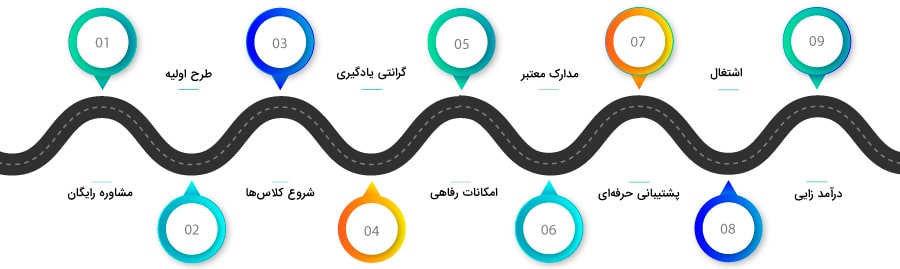 01
مشاوره رایگان
02
طرح اولیه
03
شروع کلاس‌ها
04
گرانتی یادگیری
05
امکانات رفاهی
06
مدارک معتبر
07
پشتیبانی حرفه‌ای
08
اشتغال
09
درآمد زایی